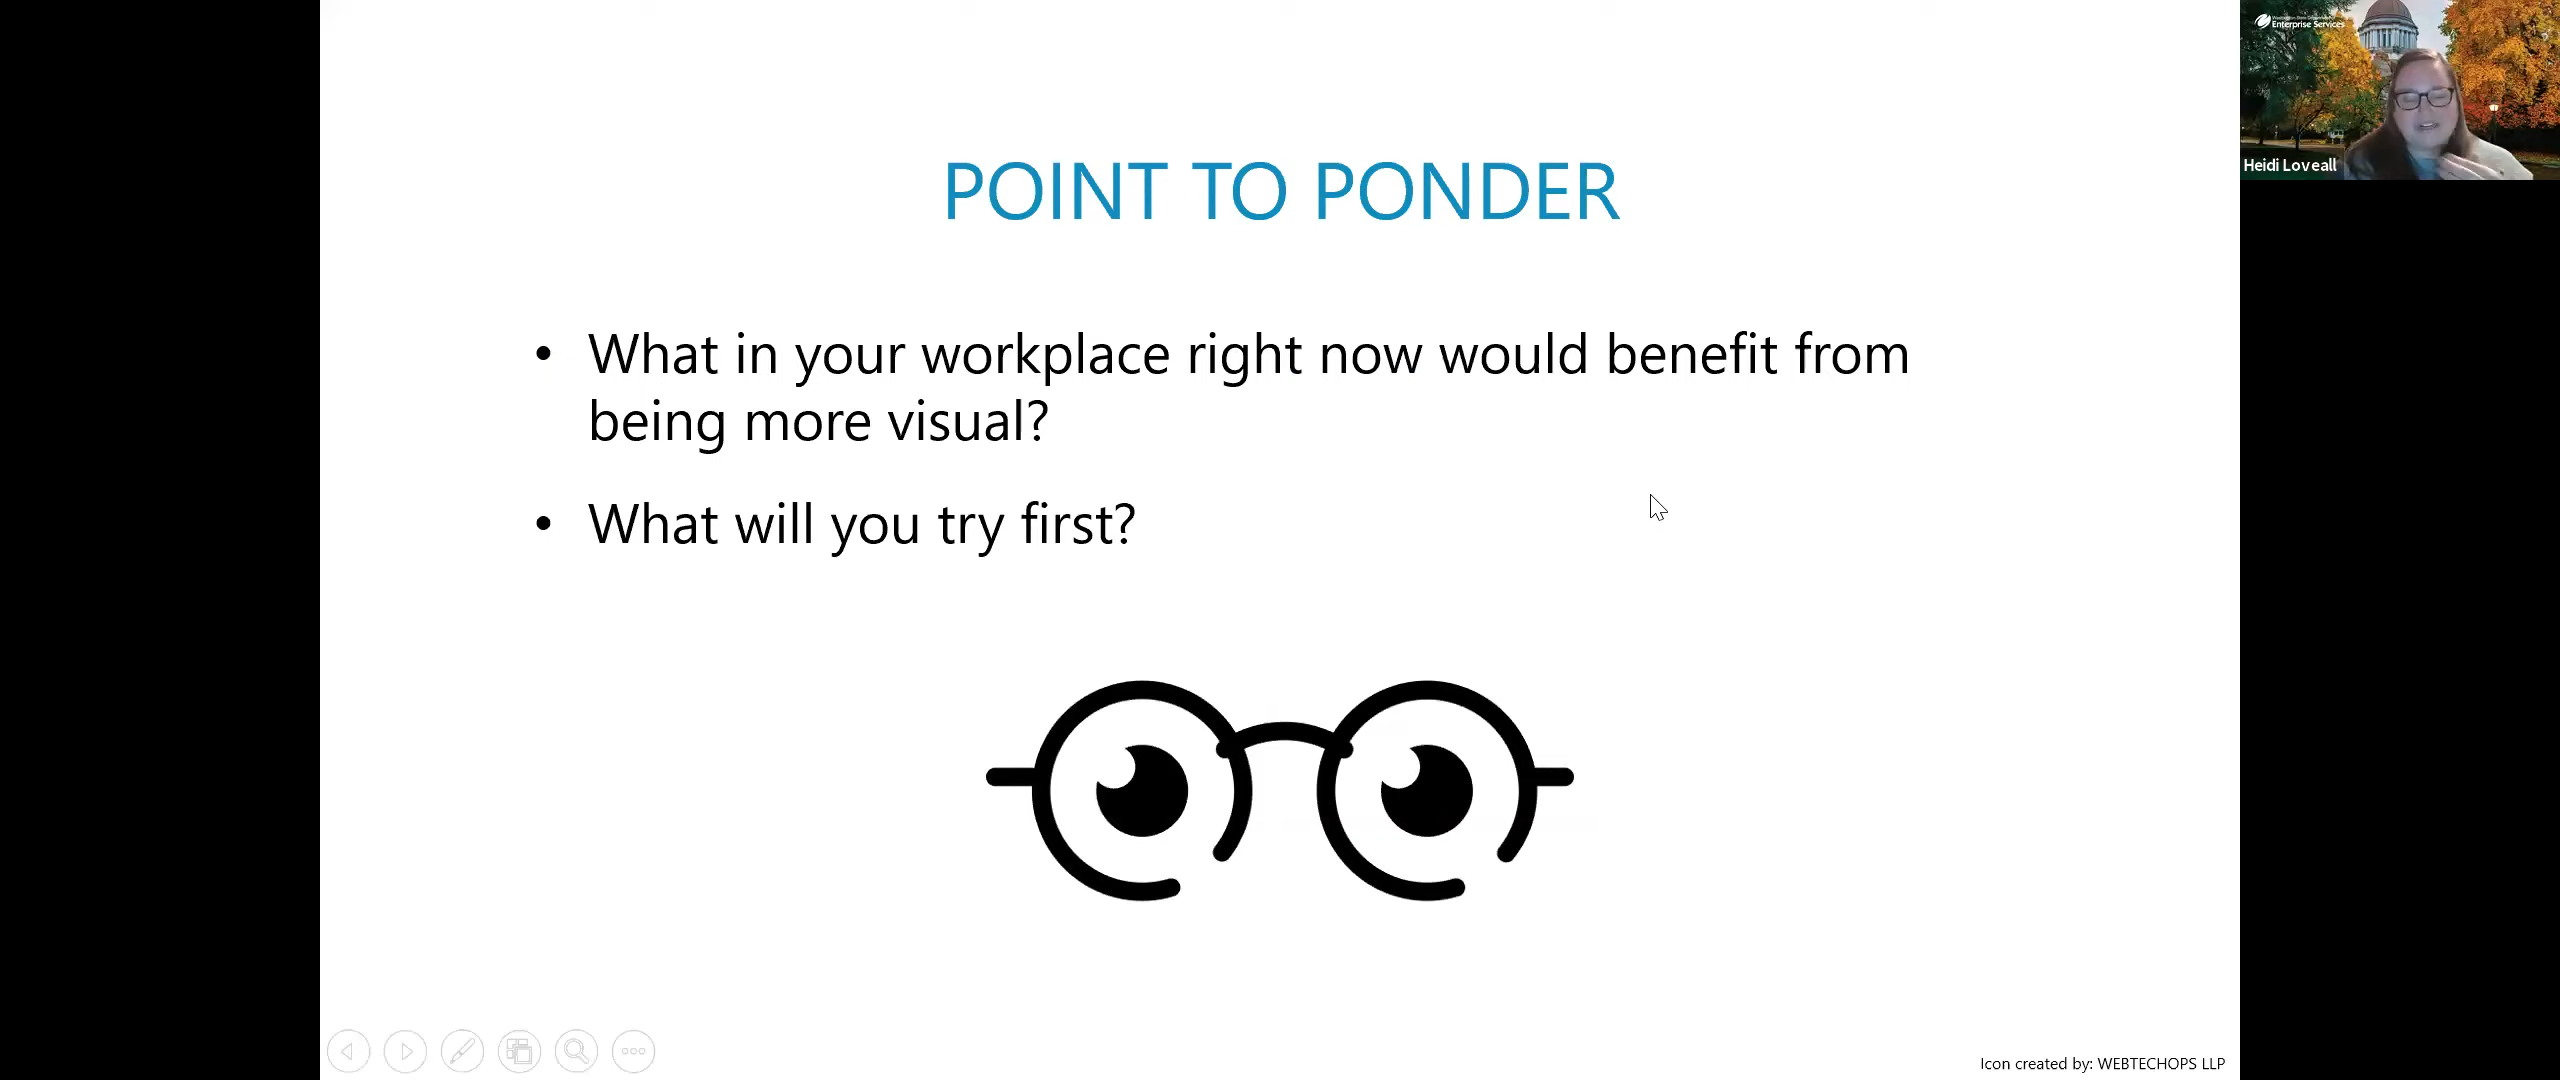 Enterprise Services
Heidi Loveall
POINT TO PONDER
• What in your workplace right now would benefit from
being more visual?
• What will you try first?
Icon created by: WEBTECHOPS LLP